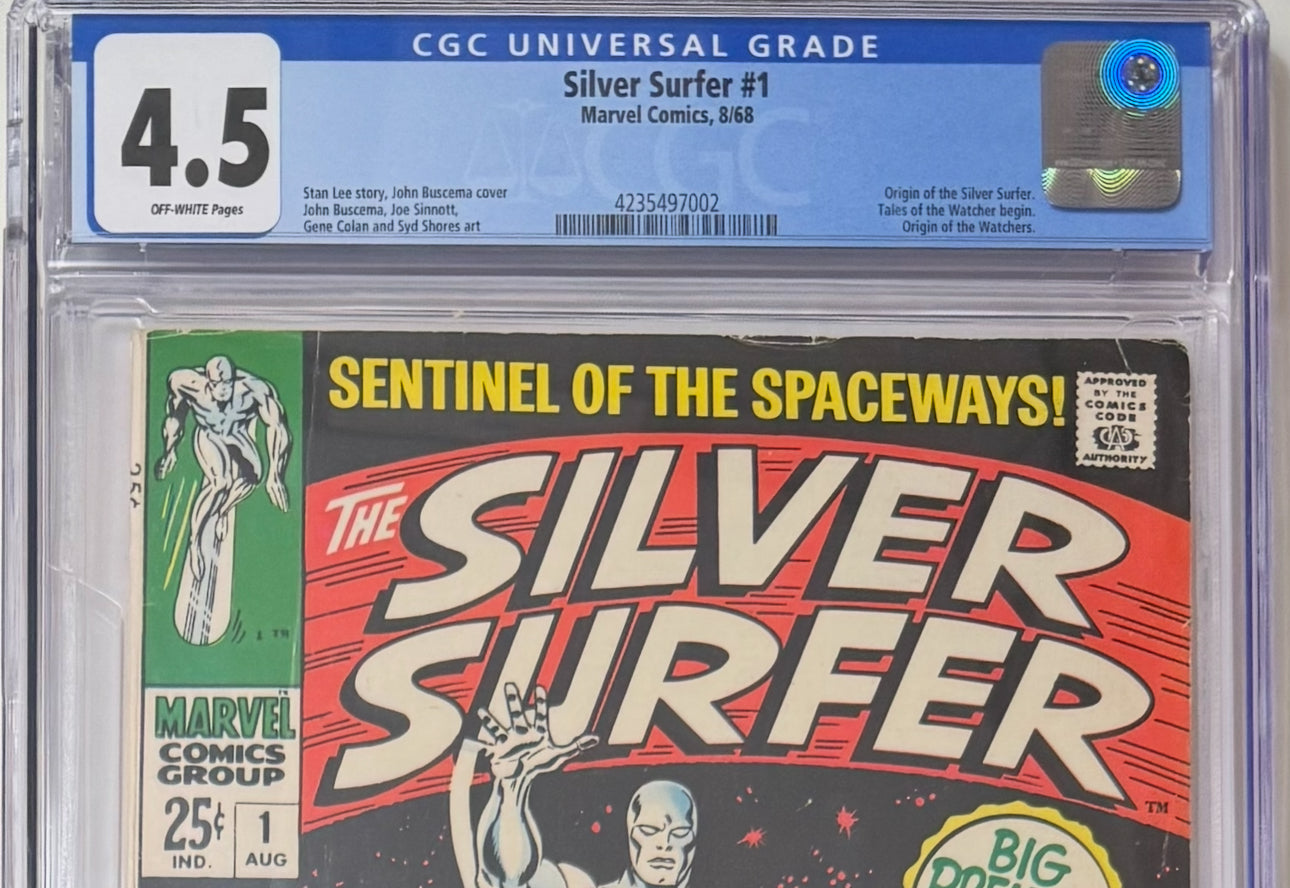 CGC UNIVERSAL GRADE
4.5
OFF-WHITE Pages
Silver Surfer #1
Marvel Comics, 8/68
CGC
Stan Lee story, John Buscema cover
John Buscema, Joe Sinnott,
Gene Colan and Syd Shores art
4235497002
Origin of the Silver Surfer.
Tales of the Watcher begin.
Origin of the Watchers.
SENTINEL OF THE SPACEWAYS!
APPROVED
BY THE
COMICS
CODE
AUTHORITY
THE
SILVER
SURFER
TM
MARVEL
COMICS
GROUP
25¢
IND.
1
AUG
TM
BIG